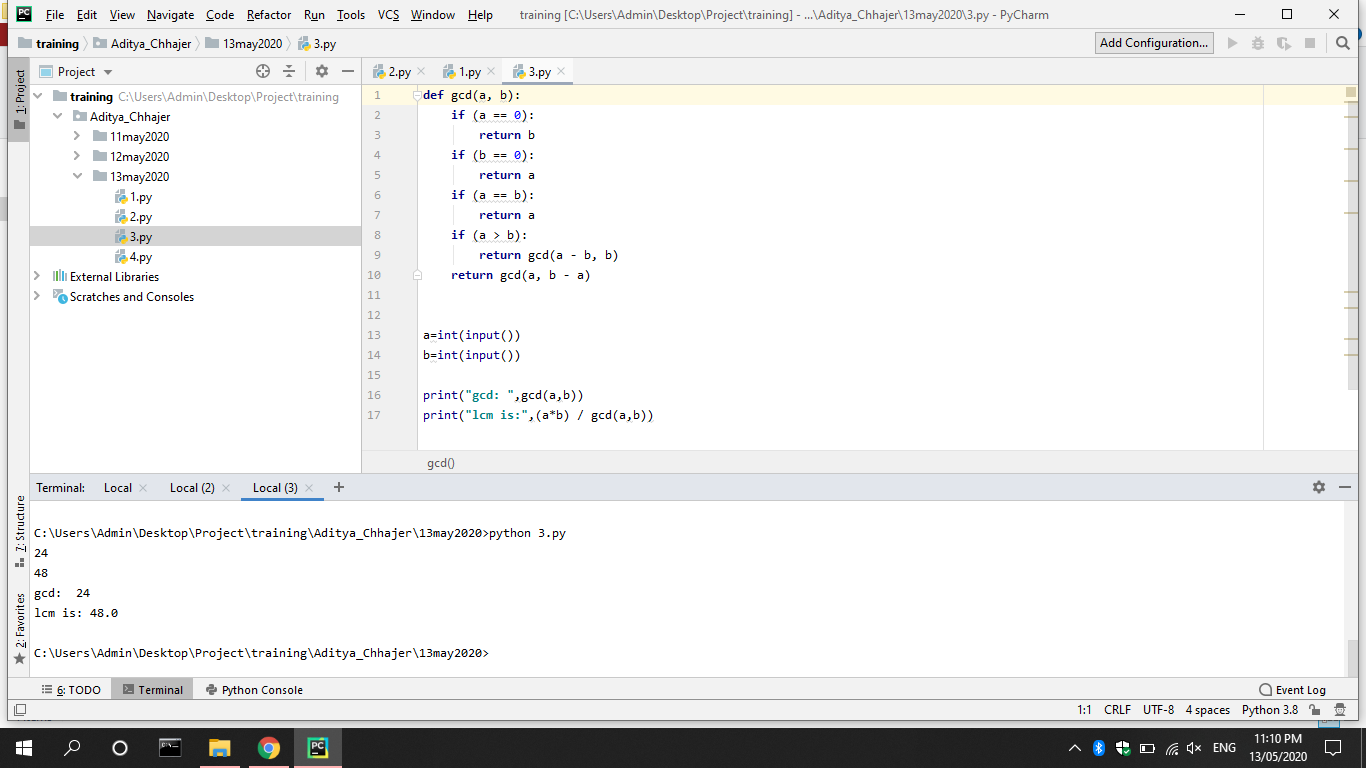 File Edit View Navigate Code Refactor Run Tools VCS Window Help training [C:\Users\Admin\Desktop\Project\training] - ...\Aditya_Chhajer\13may2020\3.py - PyCharm
training Aditya_Chhajer 13may2020 3.py Add Configuration...
1: Project
Project
2.py 1.py 3.py
training C:\Users\Admin\Desktop\Project\training
Aditya_Chhajer
11may2020
12may2020
13may2020
1.py
2.py
3.py
4.py
External Libraries
Scratches and Consoles
1 def gcd(a, b):
2 if (a == 0):
3 return b
4 if (b == 0):
5 return a
6 if (a == b):
7 return a
8 if (a > b):
9 return gcd(a - b, b)
10 return gcd(a, b - a)
11
12
13 a=int(input())
14 b=int(input())
15
16 print("gcd: ",gcd(a,b))
17 print("lcm is:",(a*b) / gcd(a,b))
gcd()
Terminal: Local Local (2) Local (3)
7: Structure
2: Favorites
C:\Users\Admin\Desktop\Project\training\Aditya_Chhajer\13may2020>python 3.py
24
48
gcd:  24
lcm is: 48.0
C:\Users\Admin\Desktop\Project\training\Aditya_Chhajer\13may2020>
6: TODO Terminal Python Console Event Log
1:1 CRLF UTF-8 4 spaces Python 3.8
ENG 11:10 PM
13/05/2020